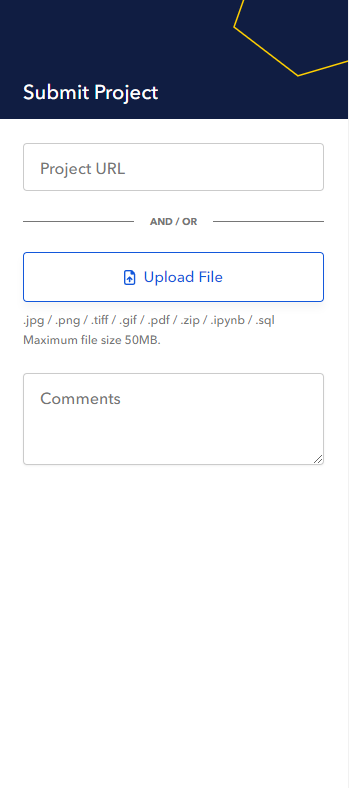 Submit Project
Project URL
AND / OR
Upload File
.jpg / .png / .tiff / .gif / .pdf / .zip / .ipynb / .sql
Maximum file size 50MB.
Comments